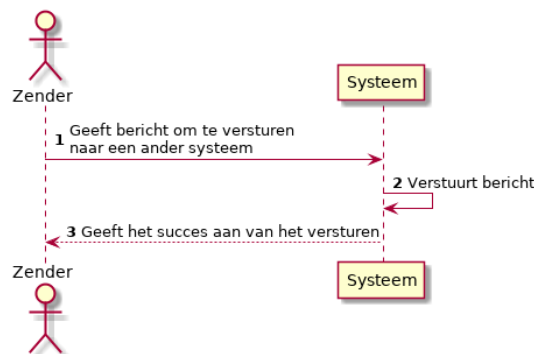 Zender
Systeem
1 Geeft bericht om te versturen
naar een ander systeem
2 Verstuurt bericht
3 Geeft het succes aan van het versturen
Zender
Systeem